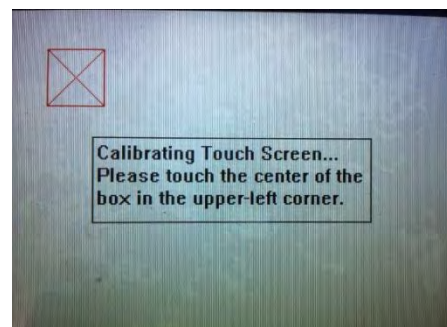 Calibrating Touch Screen...
Please touch the center of the
box in the upper-left corner.